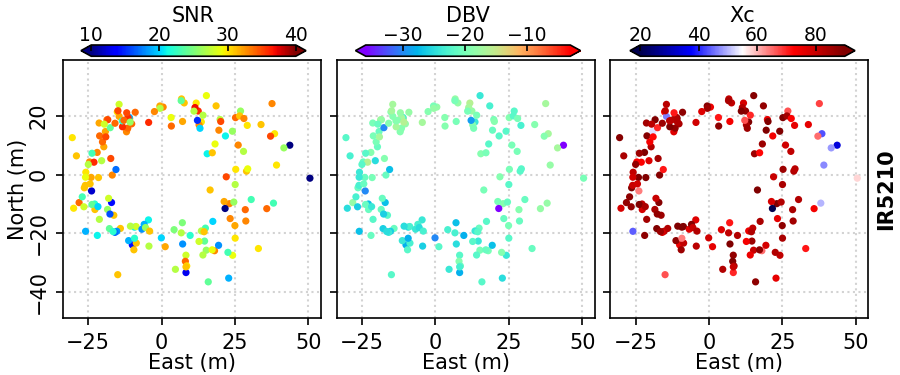 SNR DBV Xc
10 20 30 40 −30 −20 −10 20 40 60 80
20
0
−20
−40
North (m)
−25 0 25 50 −25 0 25 50 −25 0 25 50
East (m) East (m) East (m)
IR5210